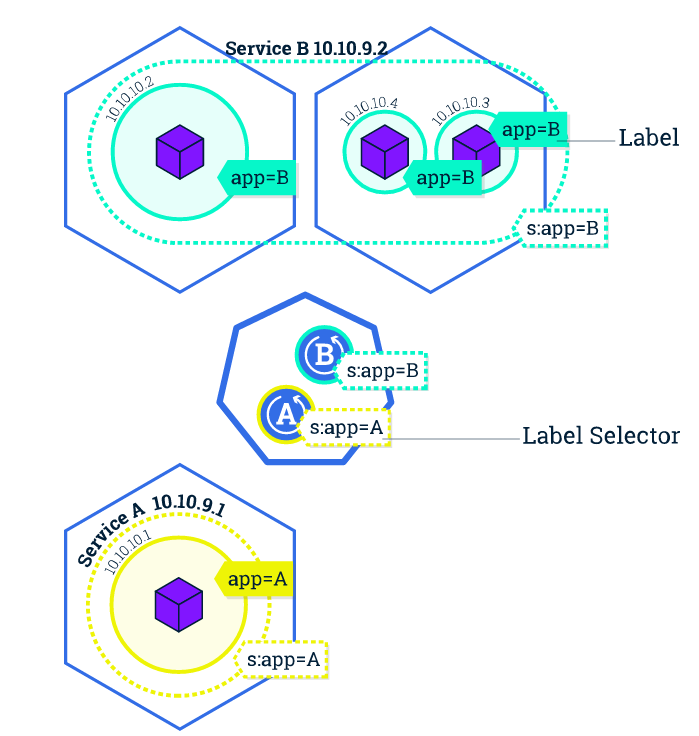 Service B 10.10.9.2
10.10.10.2
10.10.10.4
10.10.10.3
app=B
Label
app=B
app=B
s:app=B
B
s:app=B
A
s:app=A
Label Selector
Service A 10.10.9.1
10.10.10.1
app=A
s:app=A